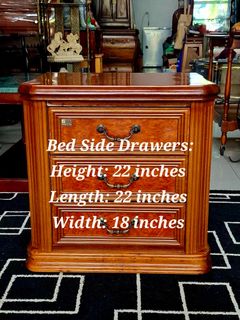 Bed Side Drawers:
Height: 22 inches
Length: 22 inches
Width: 18 inches